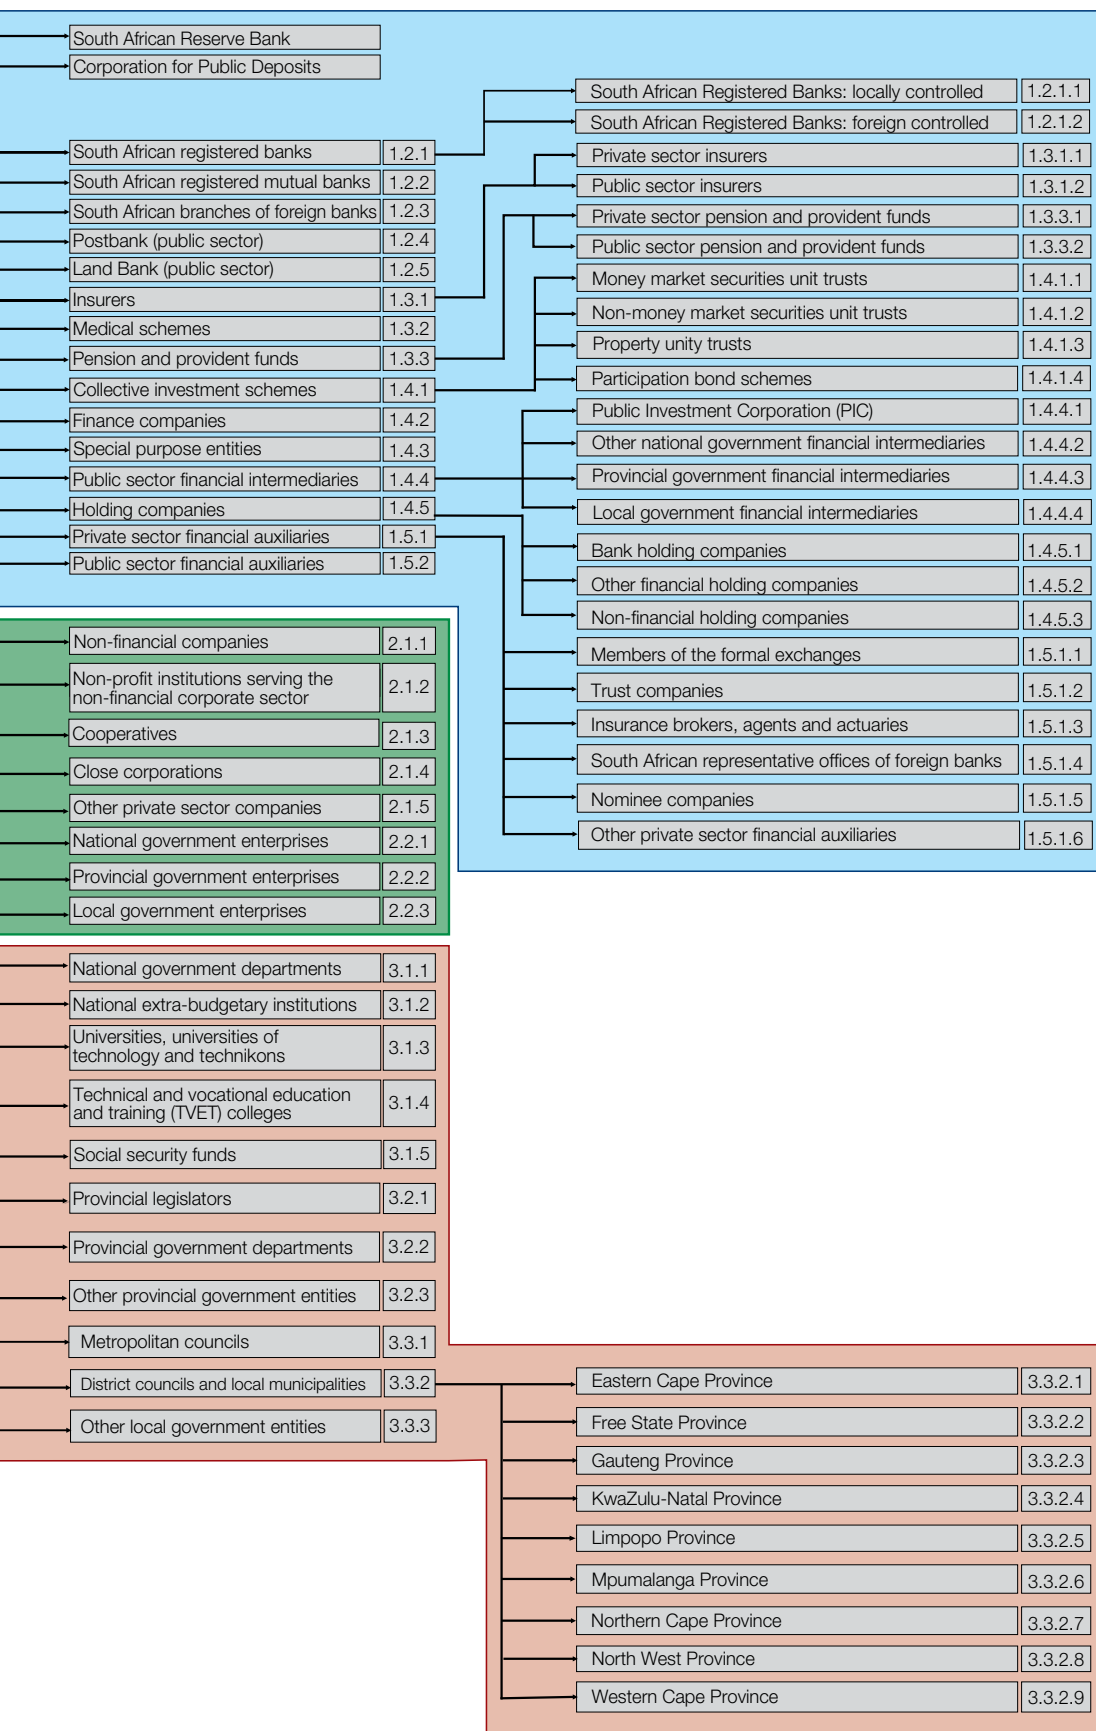 South African Reserve Bank
Corporation for Public Deposits
South African registered banks 1.2.1
South African registered mutual banks 1.2.2
South African branches of foreign banks 1.2.3
Postbank (public sector) 1.2.4
Land Bank (public sector) 1.2.5
Insurers 1.3.1
Medical schemes 1.3.2
Pension and provident funds 1.3.3
Collective investment schemes 1.4.1
Finance companies 1.4.2
Special purpose entities 1.4.3
Public sector financial intermediaries 1.4.4
Holding companies 1.4.5
Private sector financial auxiliaries 1.5.1
Public sector financial auxiliaries 1.5.2
South African Registered Banks: locally controlled 1.2.1.1
South African Registered Banks: foreign controlled 1.2.1.2
Private sector insurers 1.3.1.1
Public sector insurers 1.3.1.2
Private sector pension and provident funds 1.3.3.1
Public sector pension and provident funds 1.3.3.2
Money market securities unit trusts 1.4.1.1
Non-money market securities unit trusts 1.4.1.2
Property unity trusts 1.4.1.3
Participation bond schemes 1.4.1.4
Public Investment Corporation (PIC) 1.4.4.1
Other national government financial intermediaries 1.4.4.2
Provincial government financial intermediaries 1.4.4.3
Local government financial intermediaries 1.4.4.4
Bank holding companies 1.4.5.1
Other financial holding companies 1.4.5.2
Non-financial holding companies 1.4.5.3
Members of the formal exchanges 1.5.1.1
Trust companies 1.5.1.2
Insurance brokers, agents and actuaries 1.5.1.3
South African representative offices of foreign banks 1.5.1.4
Nominee companies 1.5.1.5
Other private sector financial auxiliaries 1.5.1.6
Non-financial companies 2.1.1
Non-profit institutions serving the
non-financial corporate sector 2.1.2
Cooperatives 2.1.3
Close corporations 2.1.4
Other private sector companies 2.1.5
National government enterprises 2.2.1
Provincial government enterprises 2.2.2
Local government enterprises 2.2.3
National government departments 3.1.1
National extra-budgetary institutions 3.1.2
Universities, universities of
technology and technikons 3.1.3
Technical and vocational education
and training (TVET) colleges 3.1.4
Social security funds 3.1.5
Provincial legislators 3.2.1
Provincial government departments 3.2.2
Other provincial government entities 3.2.3
Metropolitan councils 3.3.1
District councils and local municipalities 3.3.2
Other local government entities 3.3.3
Eastern Cape Province 3.3.2.1
Free State Province 3.3.2.2
Gauteng Province 3.3.2.3
KwaZulu-Natal Province 3.3.2.4
Limpopo Province 3.3.2.5
Mpumalanga Province 3.3.2.6
Northern Cape Province 3.3.2.7
North West Province 3.3.2.8
Western Cape Province 3.3.2.9